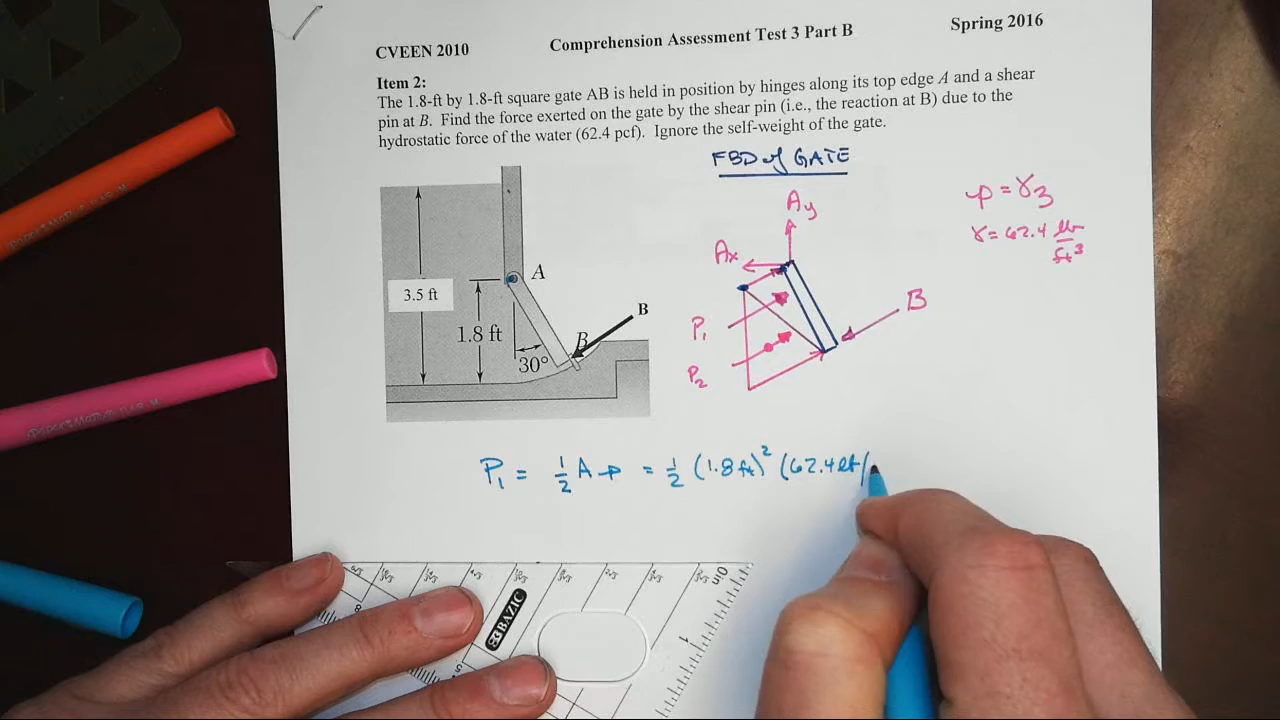 CVEEN 2010 Comprehension Assessment Test 3 Part B Spring 2016
Item 2:
The 1.8-ft by 1.8-ft square gate AB is held in position by hinges along its top edge A and a shear
pin at B. Find the force exerted on the gate by the shear pin (i.e., the reaction at B) due to the
hydrostatic force of the water (62.4 pcf). Ignore the self-weight of the gate.
FBD of GATE
p = γz
γ = 62.4 lb/ft³
Ay
Ax
A
3.5 ft
B
B
P₁
1.8 ft
B
30°
P₂
P₁ = ½ A p = ½ (1.8 ft)² (62.4 lb/
BAZIC